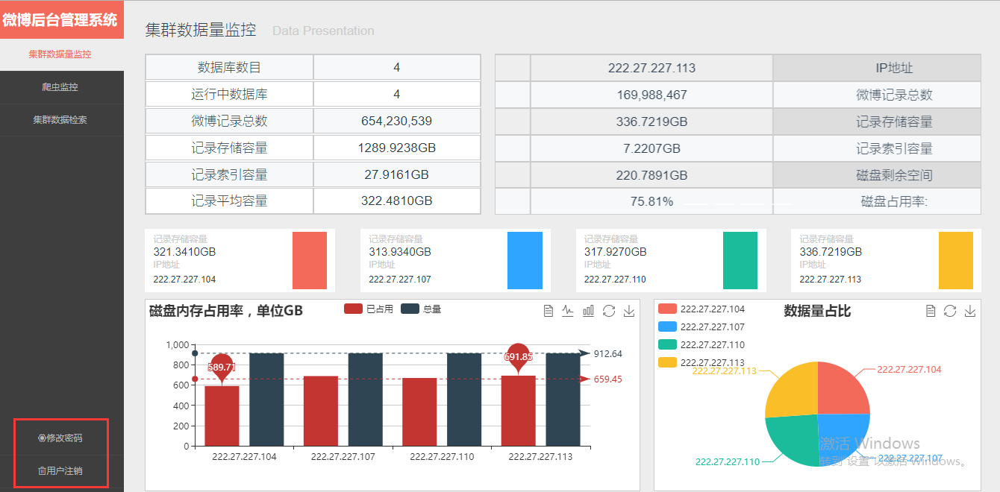 微博后台管理系统
集群数据量监控
爬虫监控
集群数据检索
修改密码
用户注销
集群数据量监控 Data Presentation
数据库数目 4
运行中数据库 4
微博记录总数 654,230,539
记录存储容量 1289.9238GB
记录索引容量 27.9161GB
记录平均容量 322.4810GB
222.27.227.113 IP地址
169,988,467 微博记录总数
336.7219GB 记录存储容量
7.2207GB 记录索引容量
220.7891GB 磁盘剩余空间
75.81% 磁盘占用率:
记录存储容量
321.3410GB
IP地址
222.27.227.104
记录存储容量
313.9340GB
IP地址
222.27.227.107
记录存储容量
317.9270GB
IP地址
222.27.227.110
记录存储容量
336.7219GB
IP地址
222.27.227.113
磁盘内存占用率，单位GB 已占用 总量
1,000
800
600
400
200
0
589.71
691.85
912.64
659.45
222.27.227.104 222.27.227.107 222.27.227.110 222.27.227.113
数据量占比
222.27.227.104
222.27.227.107
222.27.227.110
222.27.227.113
222.27.227.113
222.27.227.104
222.27.227.110
222.27.227.107
激活 Windows
转到"设置"以激活 Windows。